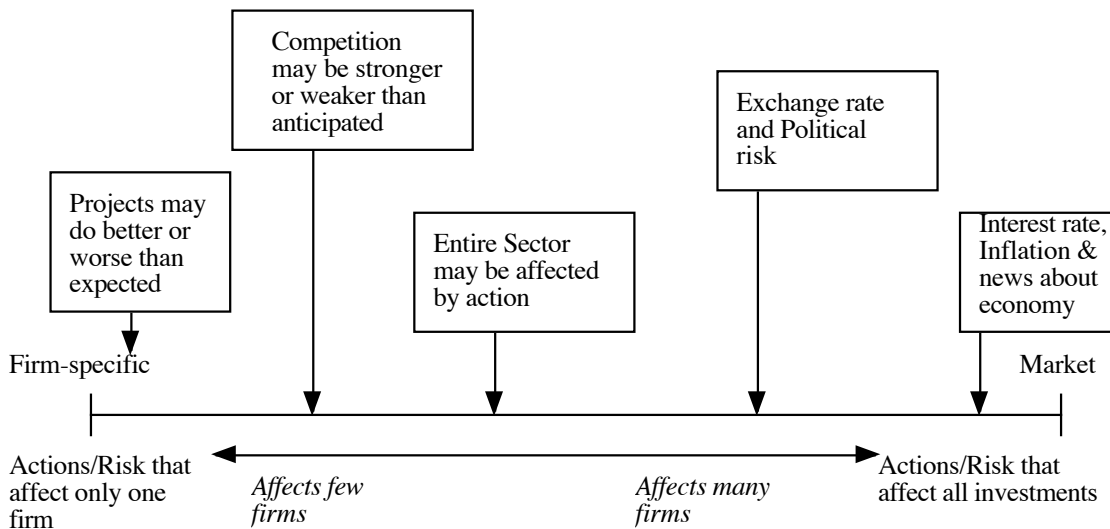 Competition
may be stronger
or weaker than
anticipated
Exchange rate
and Political
risk
Projects may
do better or
worse than
expected
Entire Sector
may be affected
by action
Interest rate,
Inflation &
news about
economy
Firm-specific
Market
Actions/Risk that
affect only one
firm
Affects few
firms
Affects many
firms
Actions/Risk that
affect all investments